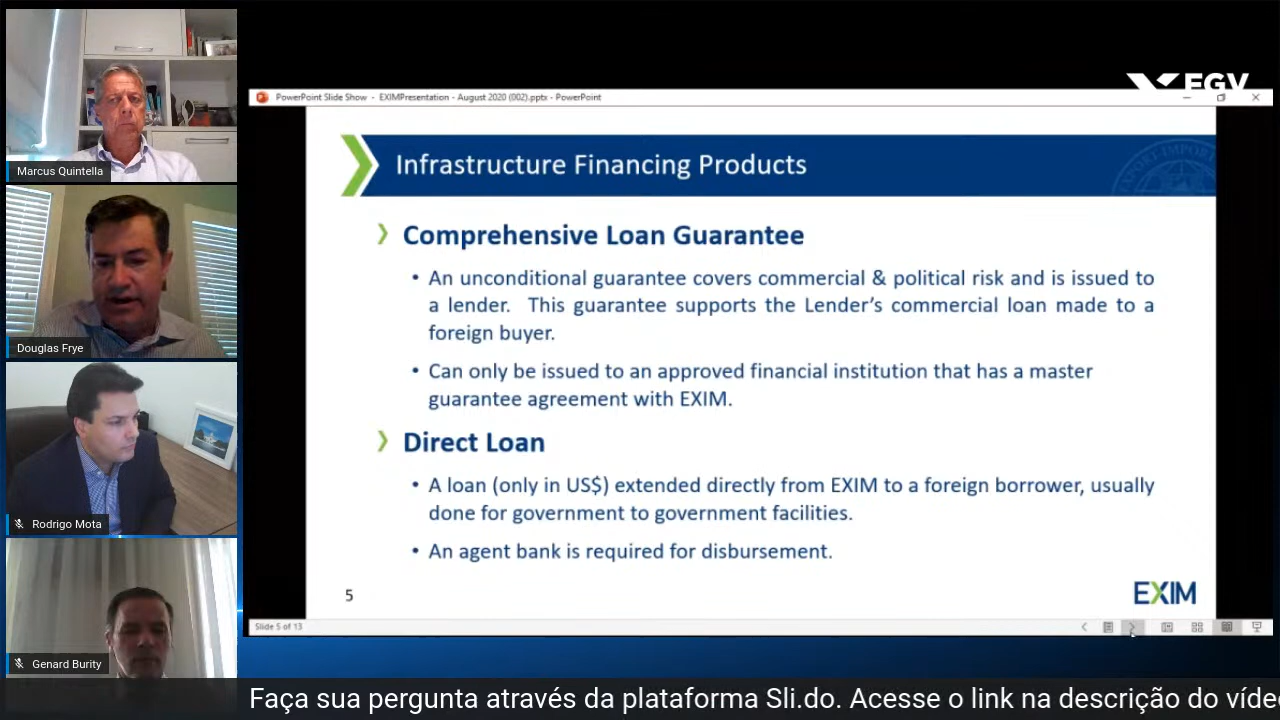 FGV
PowerPoint Slide Show - EXIMPresentation - August 2020 (002).ppts - PowerPoint
Infrastructure Financing Products
Comprehensive Loan Guarantee
• An unconditional guarantee covers commercial & political risk and is issued to
a lender. This guarantee supports the Lender's commercial loan made to a
foreign buyer.
• Can only be issued to an approved financial institution that has a master
guarantee agreement with EXIM.
Direct Loan
• A loan (only in US$) extended directly from EXIM to a foreign borrower, usually
done for government to government facilities.
• An agent bank is required for disbursement.
5
EXIM
Slide 5 of 13
Marcus Quintella
Douglas Frye
Rodrigo Mota
Genard Burity
Faça sua pergunta através da plataforma Sli.do. Acesse o link na descrição do víde